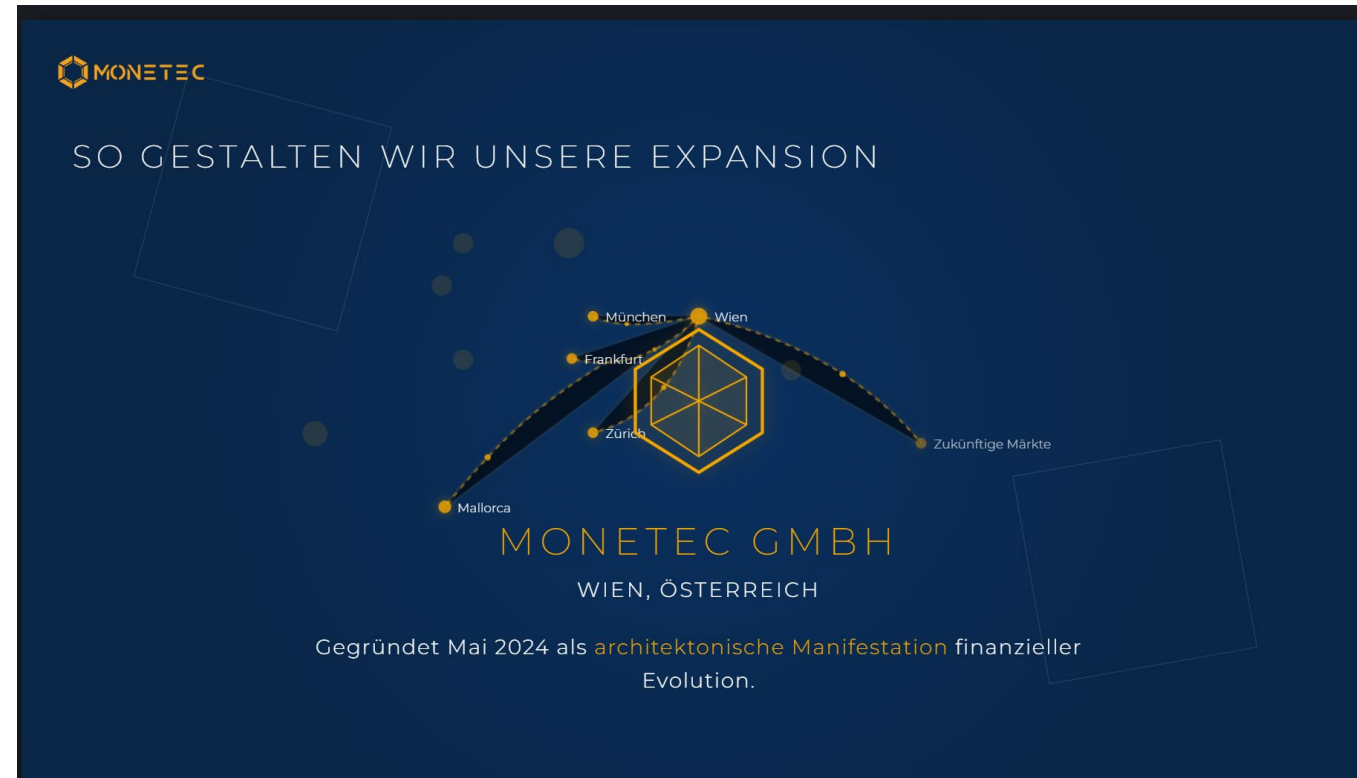 MONETEC
SO GESTALTEN WIR UNSERE EXPANSION
München
Wien
Frankfurt
Zürich
Zukünftige Märkte
Mallorca
MONETEC GMBH
WIEN, ÖSTERREICH
Gegründet Mai 2024 als architektonische Manifestation finanzieller
Evolution.